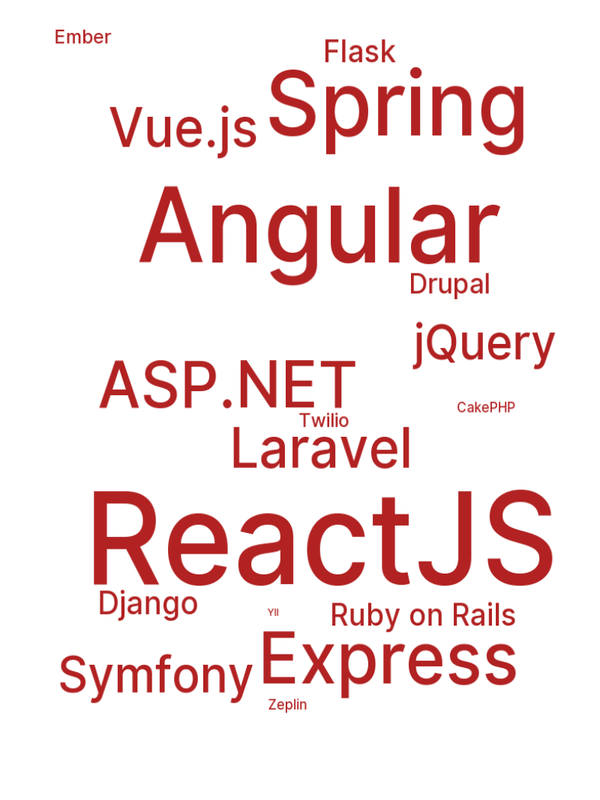 Ember
Flask
Spring
Vue.js
Angular
Drupal
jQuery
ASP.NET
CakePHP
Twilio
Laravel
ReactJS
Django
YII
Ruby on Rails
Express
Symfony
Zeplin